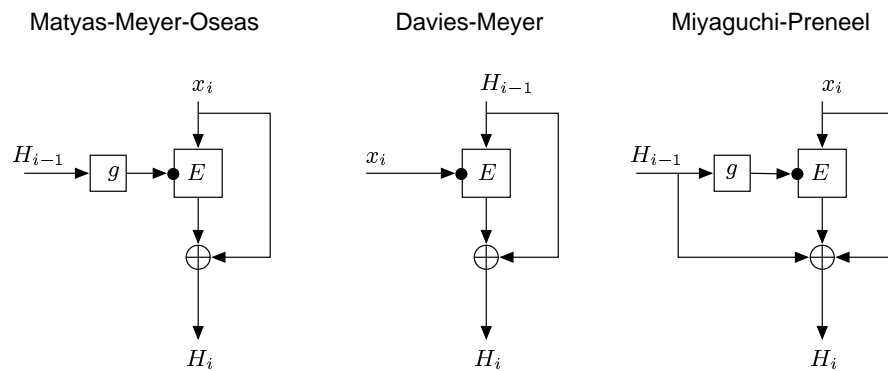 Matyas-Meyer-Oseas
Davies-Meyer
Miyaguchi-Preneel
x_i
H_{i−1}
x_i
H_{i−1}
g
E
x_i
E
H_{i−1}
g
E
H_i
H_i
H_i